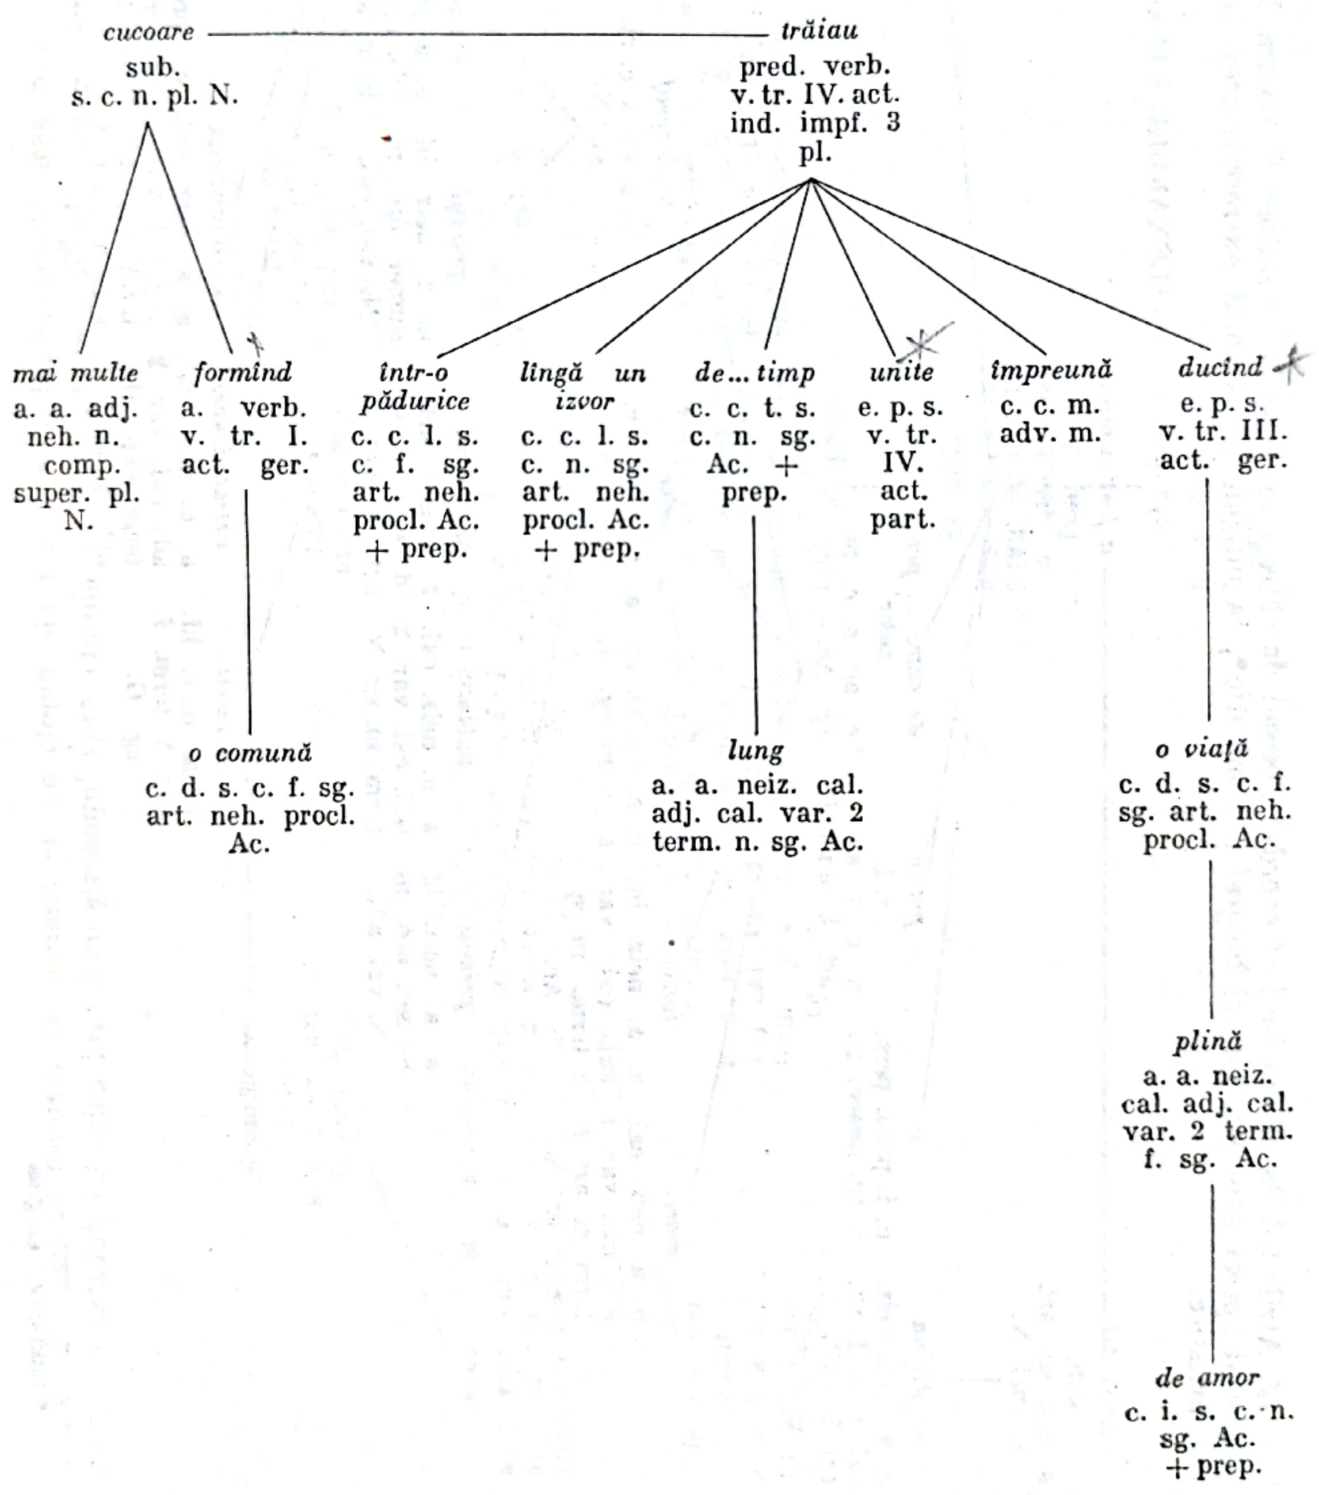 cucoare
sub.
s. c. n. pl. N.
trăiau
pred. verb.
v. tr. IV. act.
ind. impf. 3
pl.
mai multe
a. a. adj.
neh. n.
comp.
super. pl.
N.
formînd
a. verb.
v. tr. I.
act. ger.
într-o
pădurice
c. c. l. s.
c. f. sg.
art. neh.
procl. Ac.
+ prep.
lîngă un
izvor
c. c. l. s.
c. n. sg.
art. neh.
procl. Ac.
+ prep.
de... timp
c. c. t. s.
c. n. sg.
Ac. +
prep.
unite
e. p. s.
v. tr.
IV.
act.
part.
împreună
c. c. m.
adv. m.
ducînd
e. p. s.
v. tr. III.
act. ger.
o comună
c. d. s. c. f. sg.
art. neh. procl.
Ac.
lung
a. a. neiz. cal.
adj. cal. var. 2
term. n. sg. Ac.
o viață
c. d. s. c. f.
sg. art. neh.
procl. Ac.
plină
a. a. neiz.
cal. adj. cal.
var. 2 term.
f. sg. Ac.
de amor
c. i. s. c. n.
sg. Ac.
+ prep.